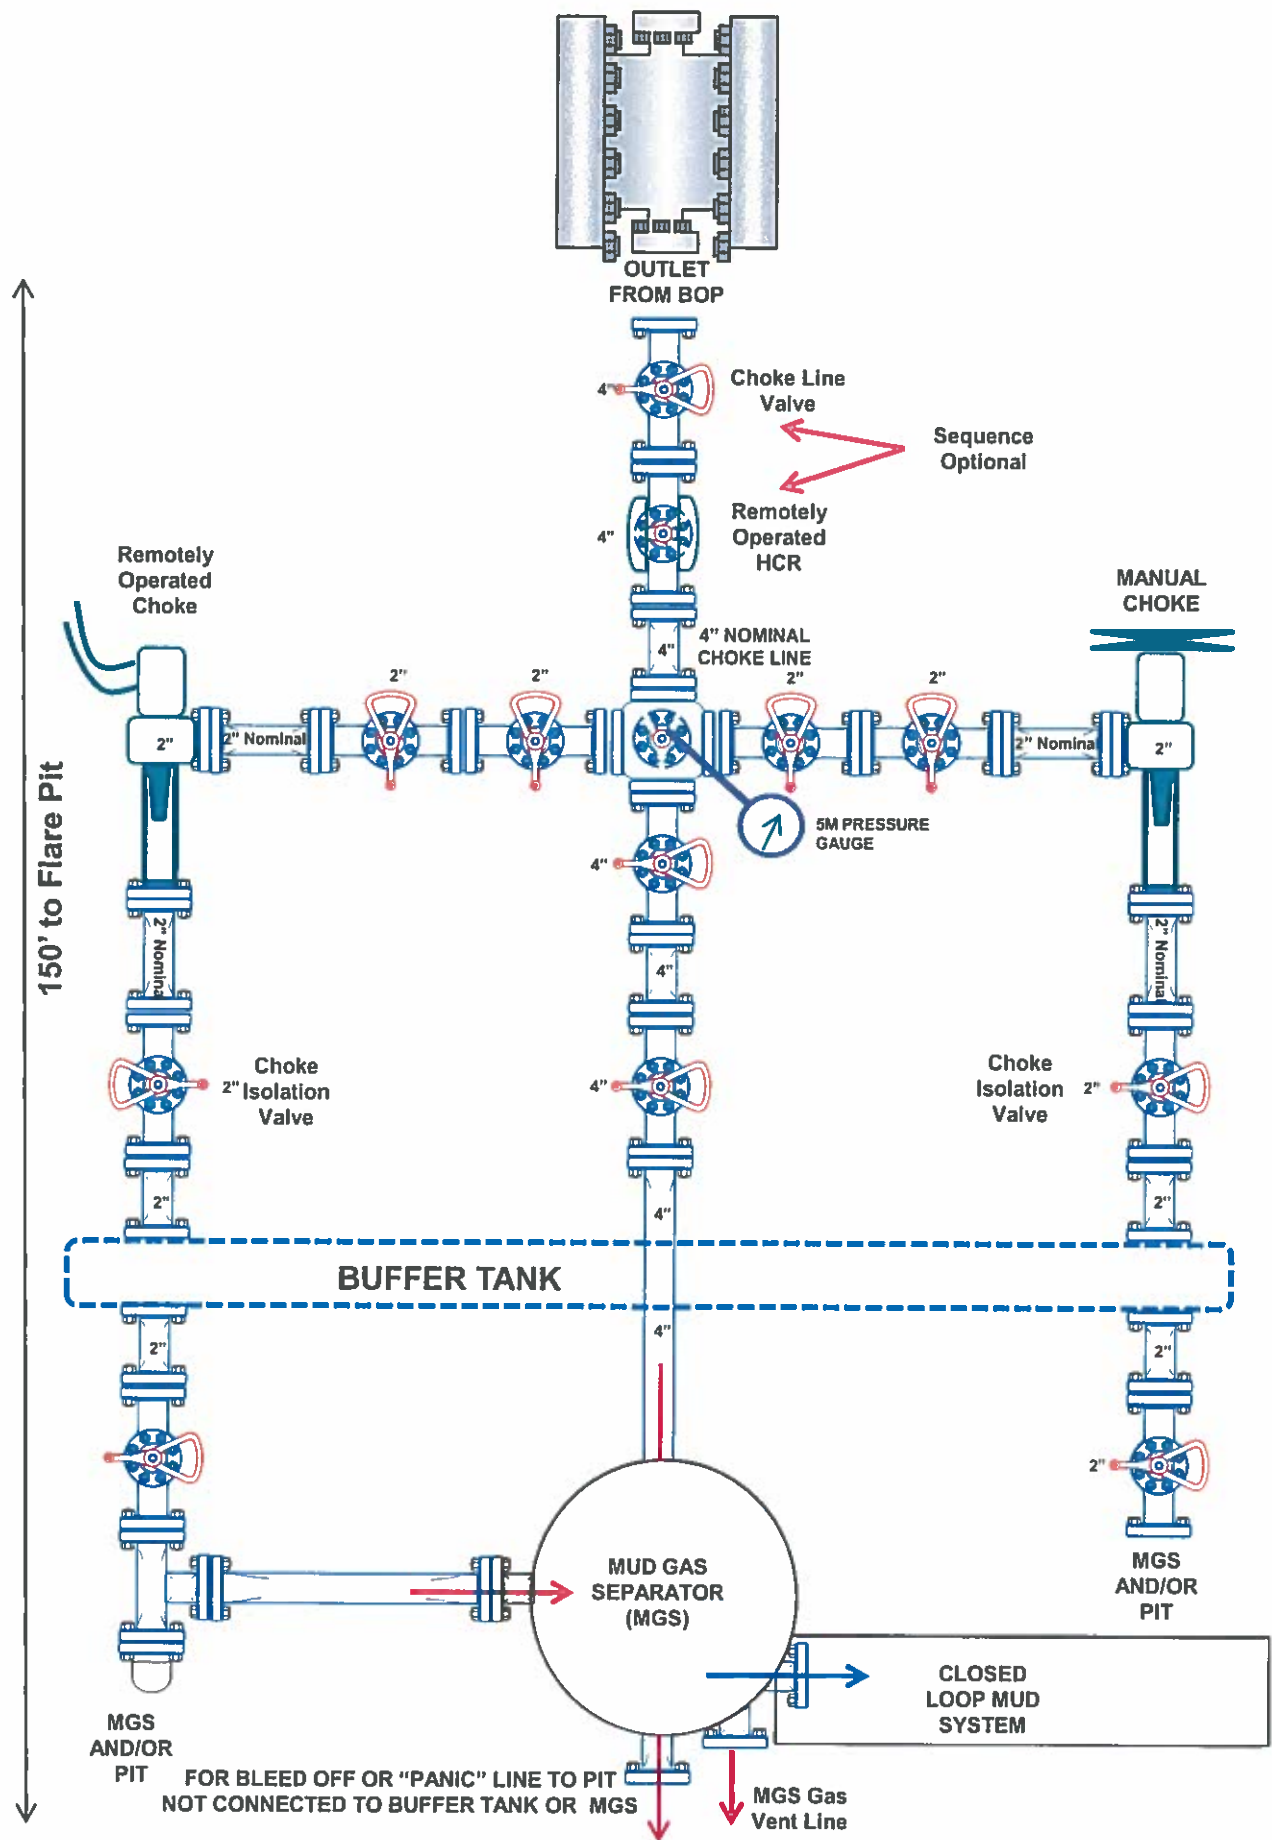 OUTLET
FROM BOP
4"
Choke Line
Valve
Sequence
Optional
4"
Remotely
Operated
HCR
Remotely
Operated
Choke
MANUAL
CHOKE
4" NOMINAL
CHOKE LINE
4"
2"
2"
2"
2"
2"
2" Nominal
2" Nominal
2"
5M PRESSURE
GAUGE
4"
150' to Flare Pit
2" Nominal
4"
2" Nominal
2"
Choke
Isolation
Valve
4"
Choke
Isolation
Valve
2"
2"
4"
2"
BUFFER TANK
2"
4"
2"
2"
MUD GAS
SEPARATOR
(MGS)
MGS
AND/OR
PIT
CLOSED
LOOP MUD
SYSTEM
MGS
AND/OR
PIT
FOR BLEED OFF OR "PANIC" LINE TO PIT
NOT CONNECTED TO BUFFER TANK OR MGS
MGS Gas
Vent Line